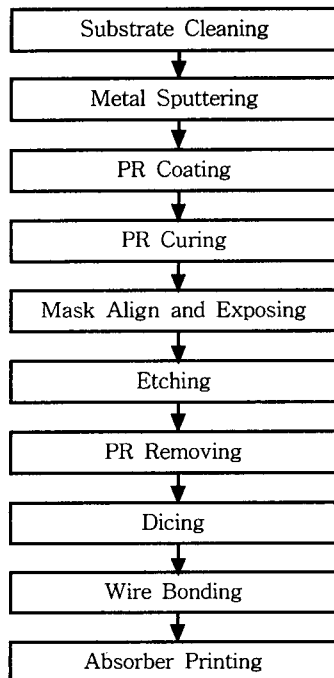 Substrate Cleaning
Metal Sputtering
PR Coating
PR Curing
Mask Align and Exposing
Etching
PR Removing
Dicing
Wire Bonding
Absorber Printing